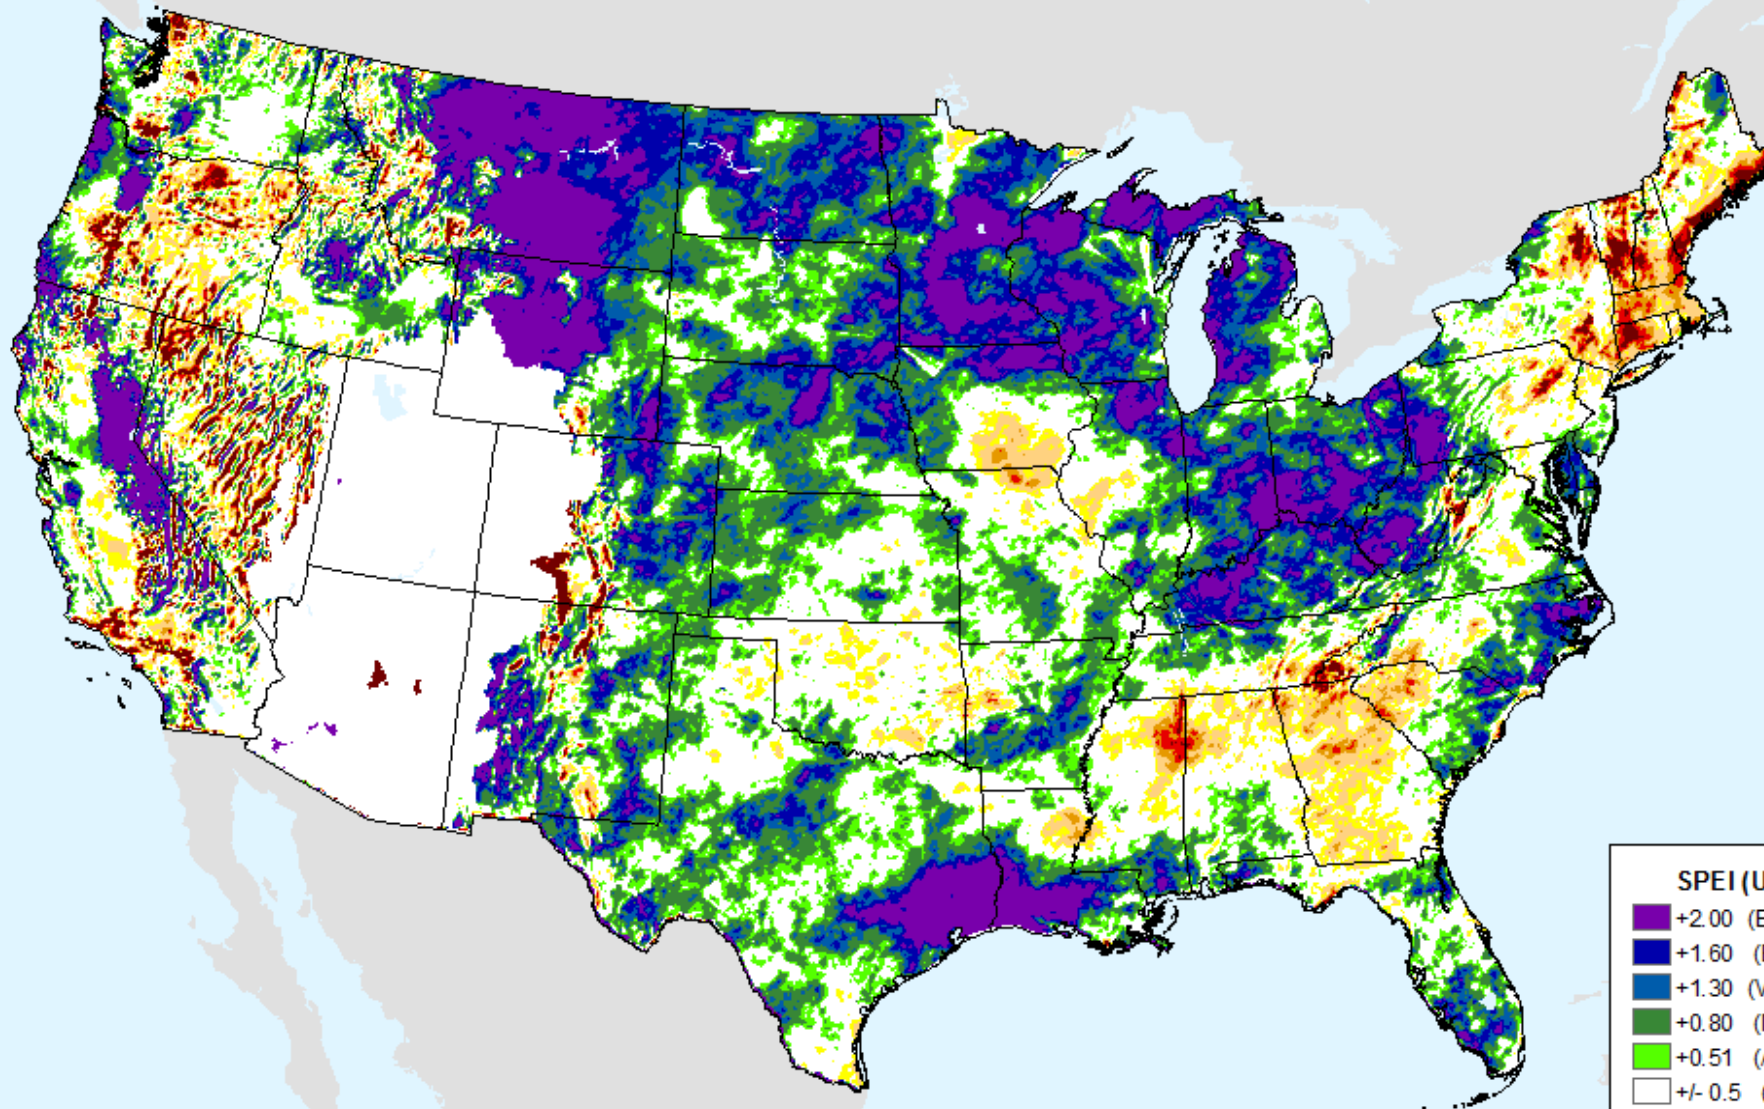 SPEI (U
+2.00 (E
+1.60 (
+1.30 (V
+0.80 (
+0.51 (
+/- 0.5 (